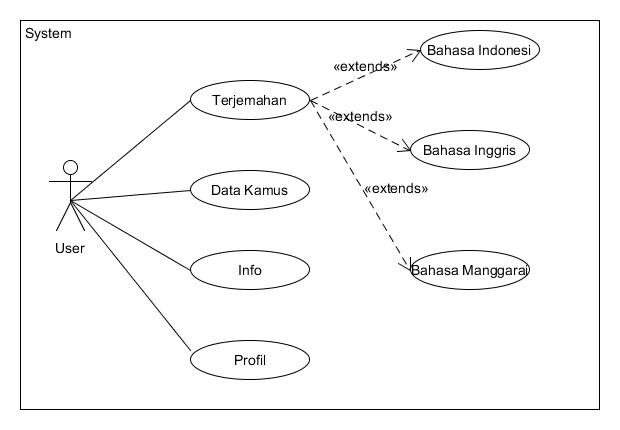 System
Bahasa Indonesi
«extends»
Terjemahan
«extends»
Bahasa Inggris
«extends»
Data Kamus
User
Info
Bahasa Manggarai
Profil